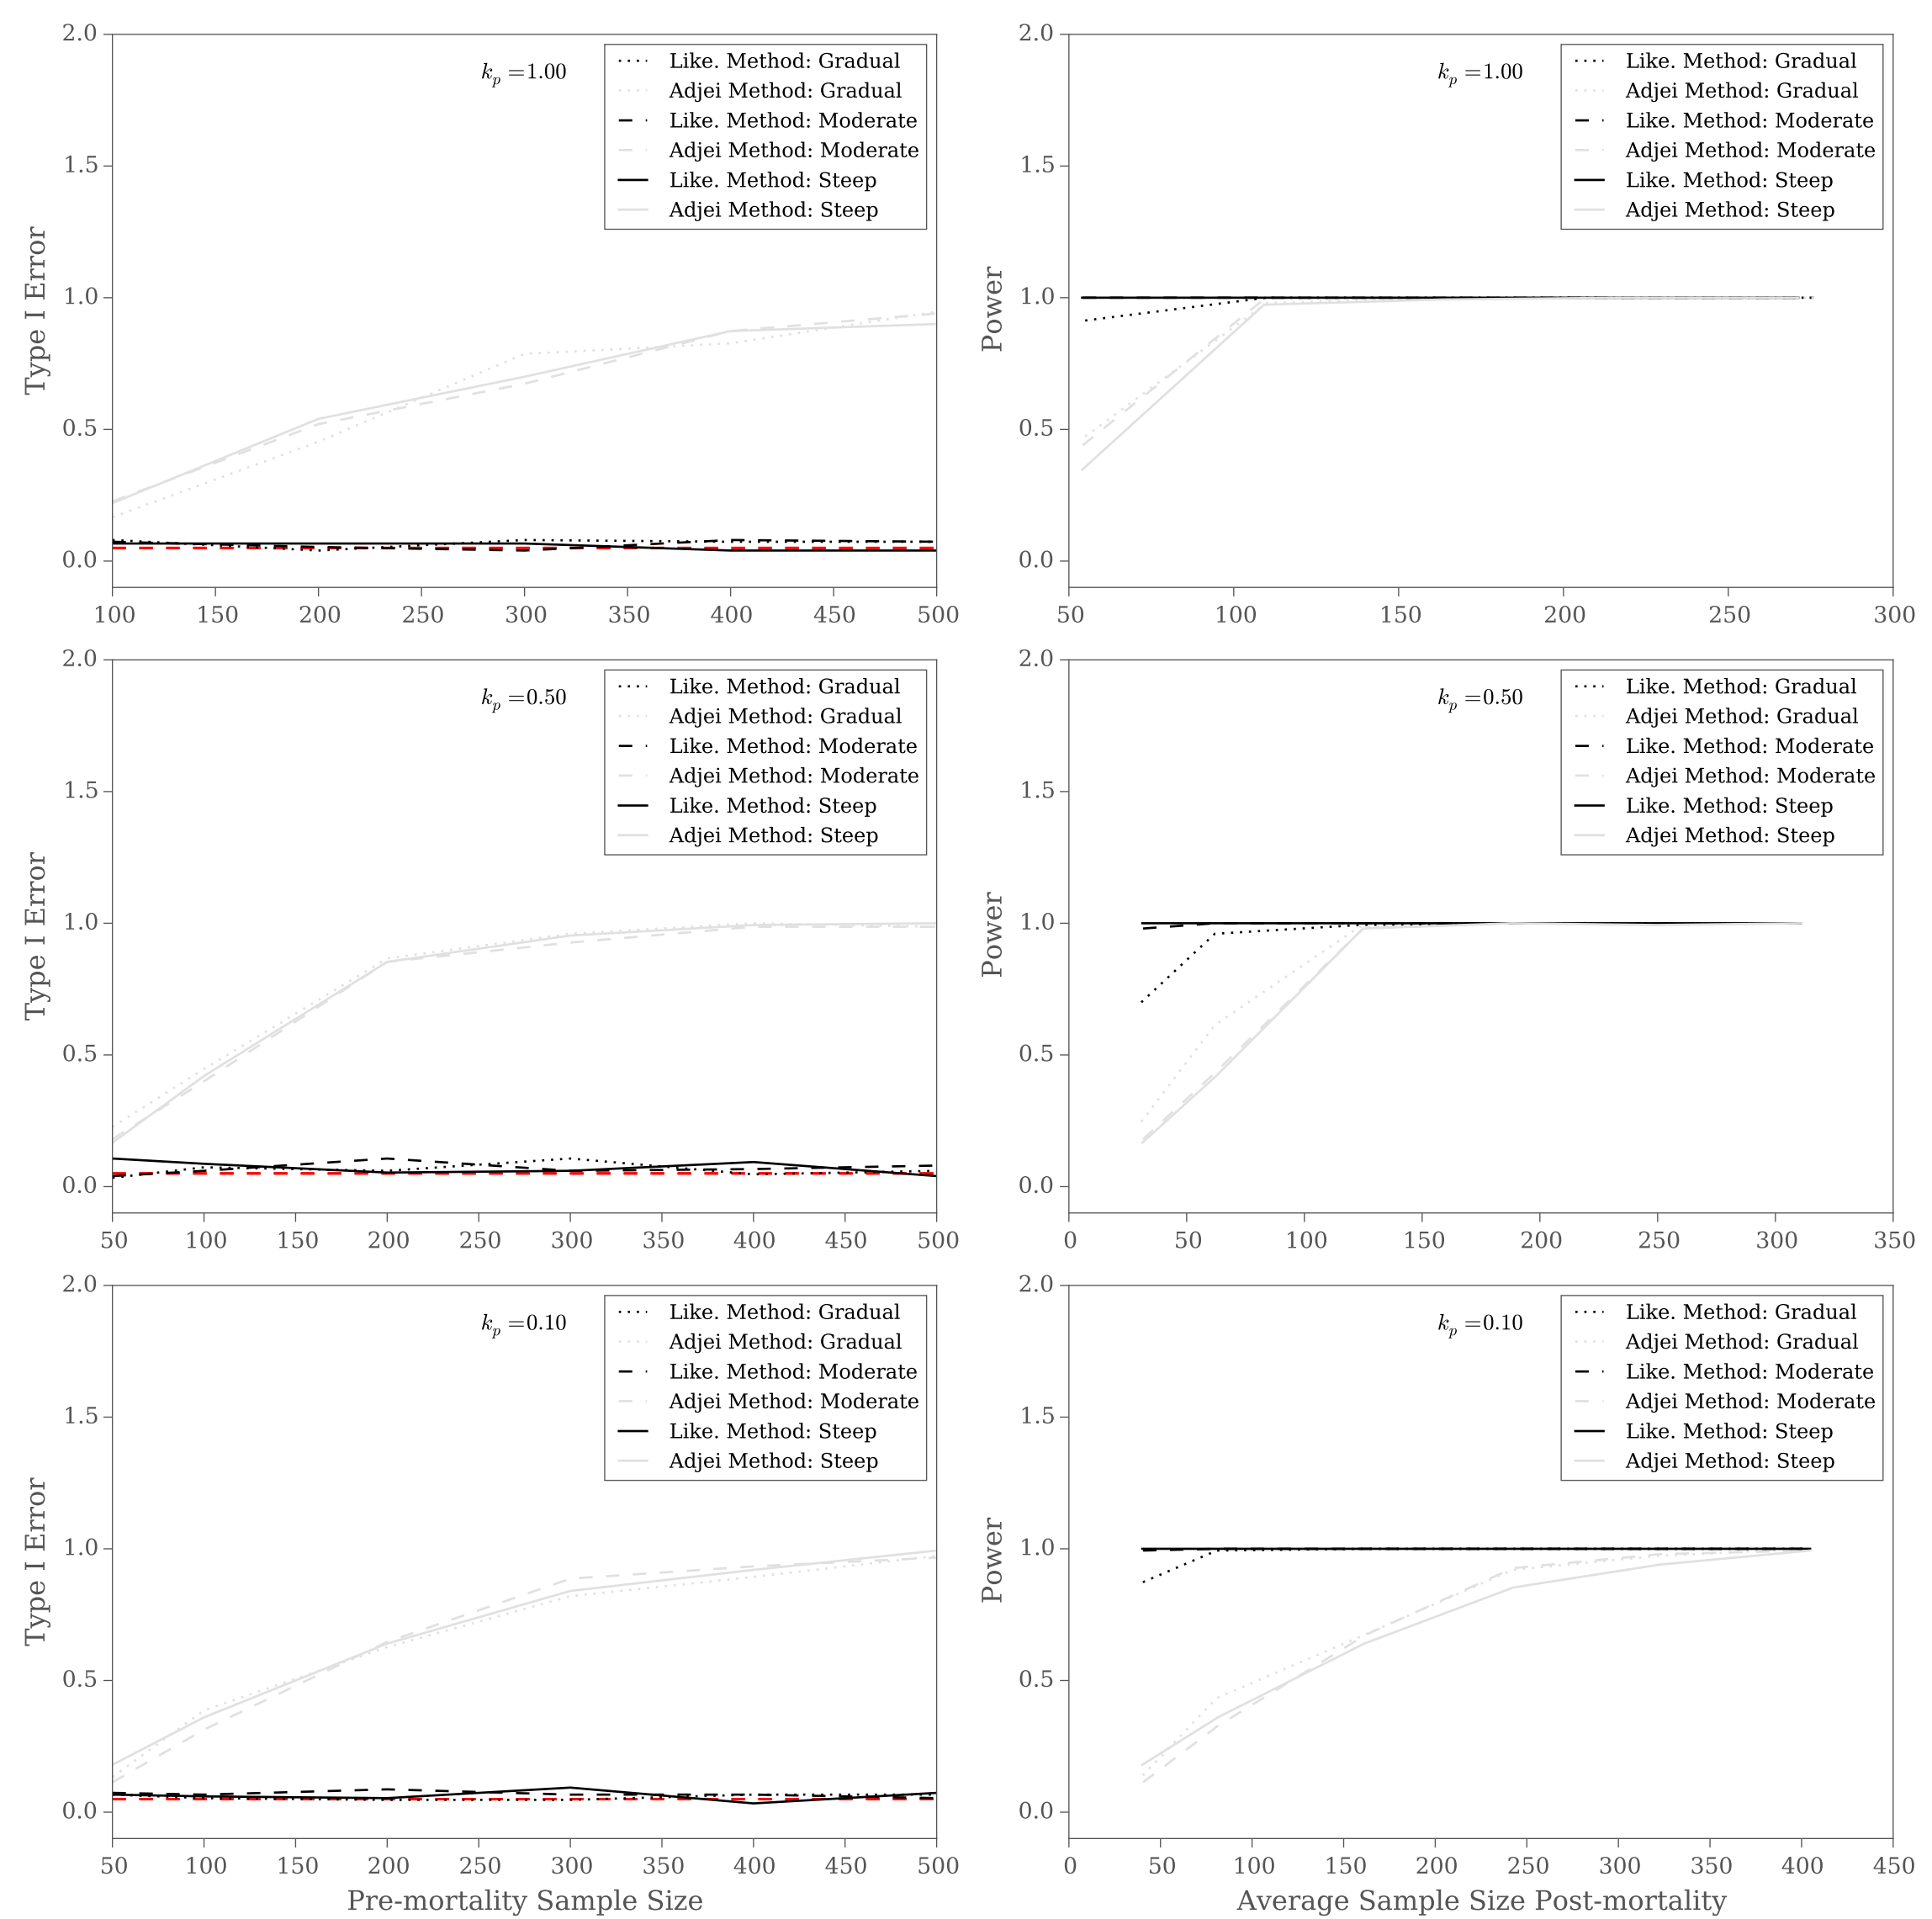 2.0
1.5
1.0
0.5
0.0
Type I Error
k_p =1.00
Like. Method: Gradual
Adjei Method: Gradual
Like. Method: Moderate
Adjei Method: Moderate
Like. Method: Steep
Adjei Method: Steep
100 150 200 250 300 350 400 450 500
2.0
1.5
1.0
0.5
0.0
Power
k_p =1.00
Like. Method: Gradual
Adjei Method: Gradual
Like. Method: Moderate
Adjei Method: Moderate
Like. Method: Steep
Adjei Method: Steep
50 100 150 200 250 300
2.0
1.5
1.0
0.5
0.0
Type I Error
k_p =0.50
Like. Method: Gradual
Adjei Method: Gradual
Like. Method: Moderate
Adjei Method: Moderate
Like. Method: Steep
Adjei Method: Steep
50 100 150 200 250 300 350 400 450 500
2.0
1.5
1.0
0.5
0.0
Power
k_p =0.50
Like. Method: Gradual
Adjei Method: Gradual
Like. Method: Moderate
Adjei Method: Moderate
Like. Method: Steep
Adjei Method: Steep
0 50 100 150 200 250 300 350
2.0
1.5
1.0
0.5
0.0
Type I Error
k_p =0.10
Like. Method: Gradual
Adjei Method: Gradual
Like. Method: Moderate
Adjei Method: Moderate
Like. Method: Steep
Adjei Method: Steep
50 100 150 200 250 300 350 400 450 500
Pre-mortality Sample Size
2.0
1.5
1.0
0.5
0.0
Power
k_p =0.10
Like. Method: Gradual
Adjei Method: Gradual
Like. Method: Moderate
Adjei Method: Moderate
Like. Method: Steep
Adjei Method: Steep
0 50 100 150 200 250 300 350 400 450
Average Sample Size Post-mortality